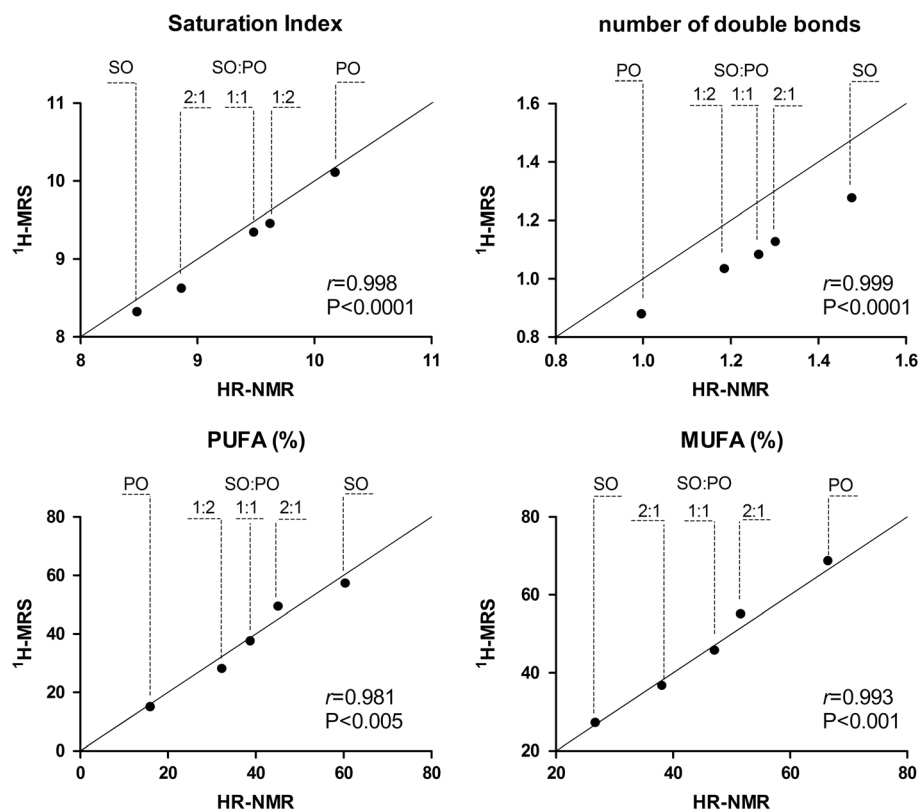 Saturation Index
SO
SO:PO
PO
2:1
1:1
1:2
11
10
9
8
¹H-MRS
r=0.998
P<0.0001
8
9
10
11
HR-NMR
number of double bonds
PO
SO:PO
SO
1:2
1:1
2:1
1.6
1.4
1.2
1.0
0.8
¹H-MRS
r=0.999
P<0.0001
0.8
1.0
1.2
1.4
1.6
HR-NMR
PUFA (%)
PO
SO:PO
SO
1:2
1:1
2:1
80
60
40
20
0
¹H-MRS
r=0.981
P<0.005
0
20
40
60
80
HR-NMR
MUFA (%)
SO
SO:PO
PO
2:1
1:1
2:1
80
60
40
20
¹H-MRS
r=0.993
P<0.001
20
40
60
80
HR-NMR